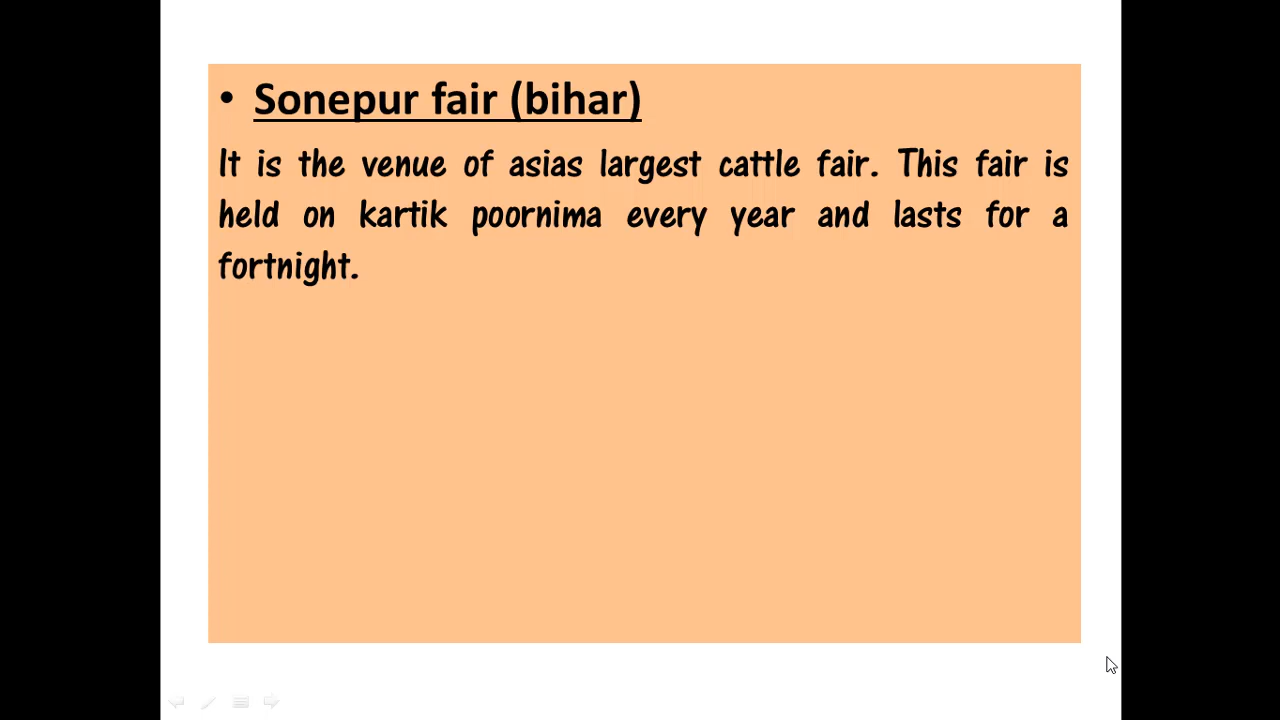 • Sonepur fair (bihar)
It is the venue of asias largest cattle fair. This fair is
held on kartik poornima every year and lasts for a
fortnight.